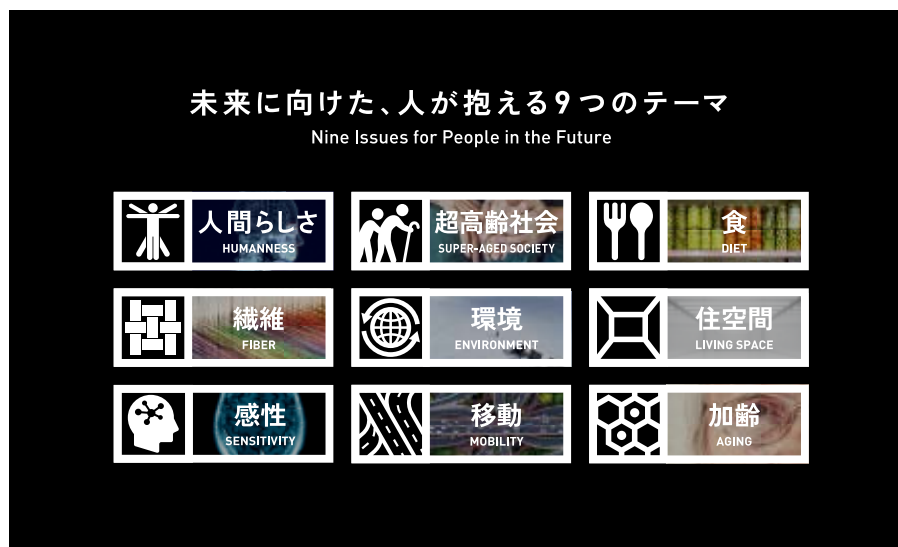 未来に向けた、人が抱える9つのテーマ
Nine Issues for People in the Future
人間らしさ
HUMANNESS
超高齢社会
SUPER-AGED SOCIETY
食
DIET
繊維
FIBER
環境
ENVIRONMENT
住空間
LIVING SPACE
感性
SENSITIVITY
移動
MOBILITY
加齢
AGING